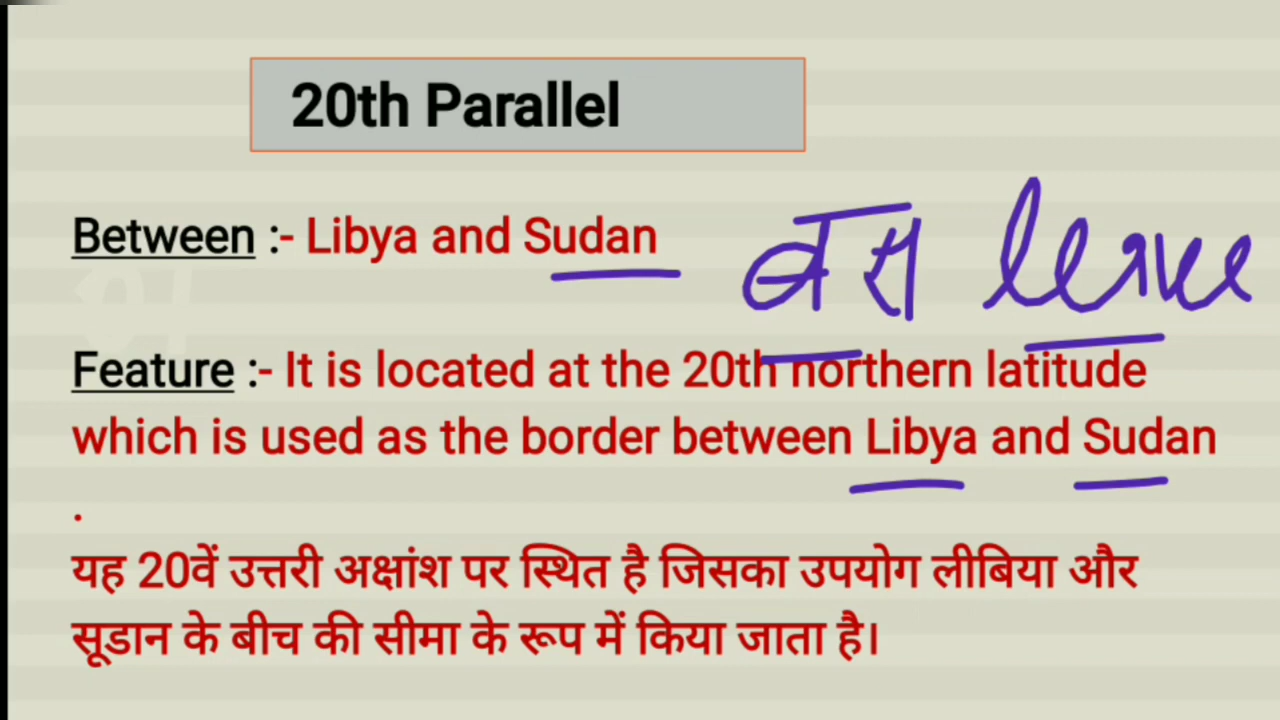 20th Parallel
Between :- Libya and Sudan
Feature :- It is located at the 20th northern latitude
which is used as the border between Libya and Sudan
.
यह 20वें उत्तरी अक्षांश पर स्थित है जिसका उपयोग लीबिया और
सूडान के बीच की सीमा के रूप में किया जाता है।